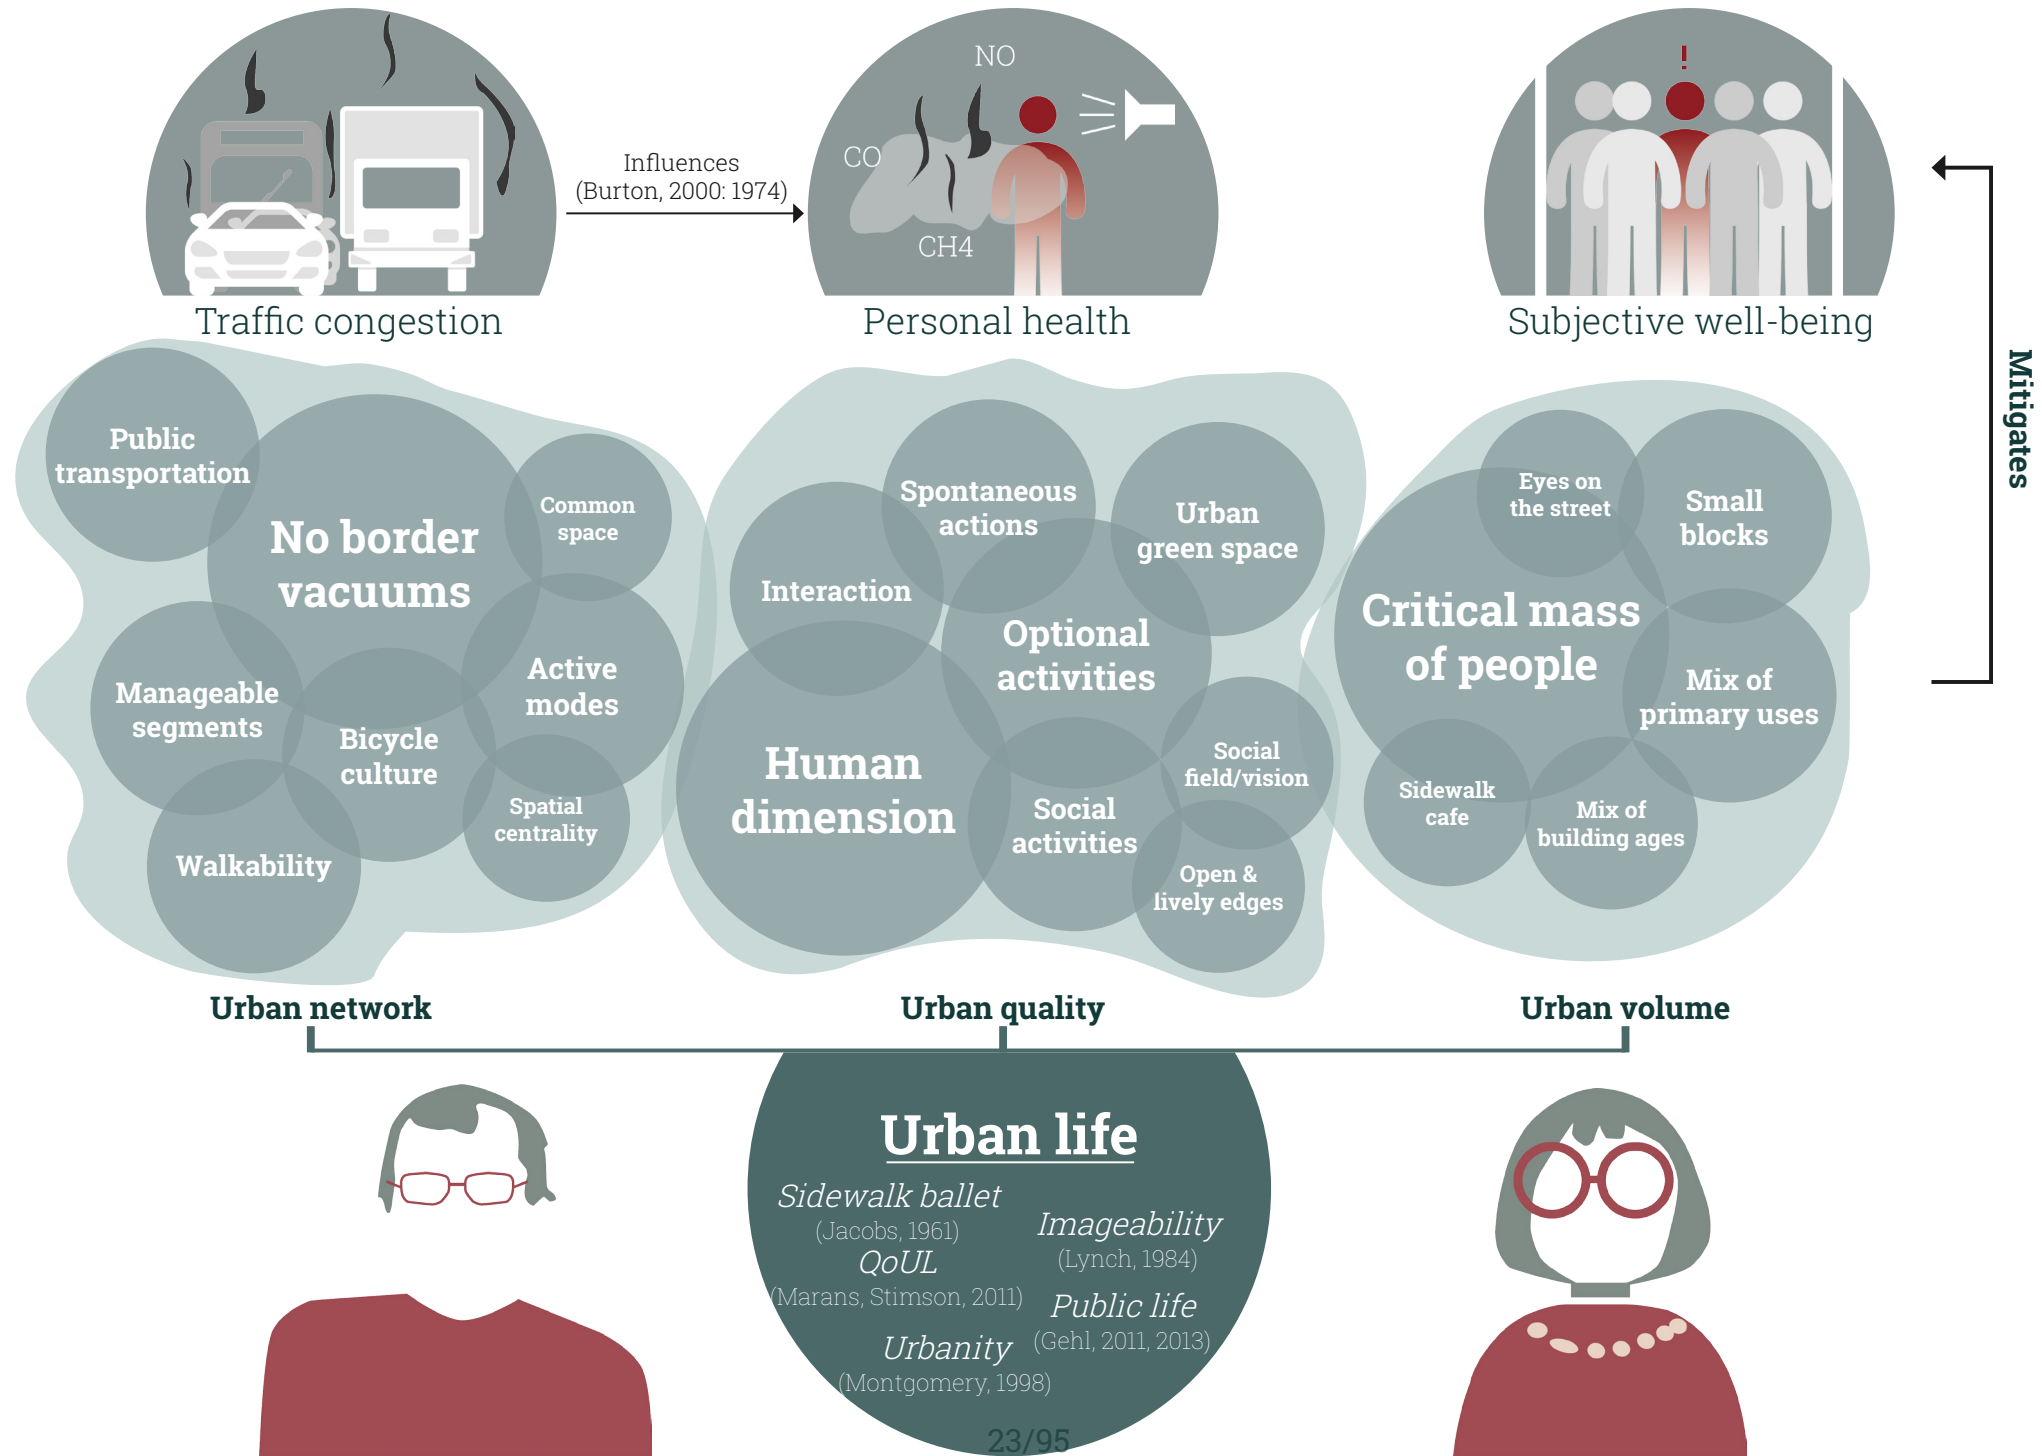 NO
CO
CH4
!
Influences
(Burton, 2000: 1974)
Traffic congestion
Personal health
Subjective well-being
Mitigates
Public
transportation
No border
vacuums
Common
space
Manageable
segments
Bicycle
culture
Active
modes
Spatial
centrality
Walkability
Spontaneous
actions
Urban
green space
Interaction
Optional
activities
Human
dimension
Social
activities
Social
field/vision
Open &
lively edges
Eyes on
the street
Small
blocks
Critical mass
of people
Mix of
primary uses
Sidewalk
cafe
Mix of
building ages
Urban network
Urban quality
Urban volume
Urban life
Sidewalk ballet
(Jacobs, 1961)
QoUL
(Marans, Stimson, 2011)
Urbanity
(Montgomery, 1998)
Imageability
(Lynch, 1984)
Public life
(Gehl, 2011, 2013)
23/95